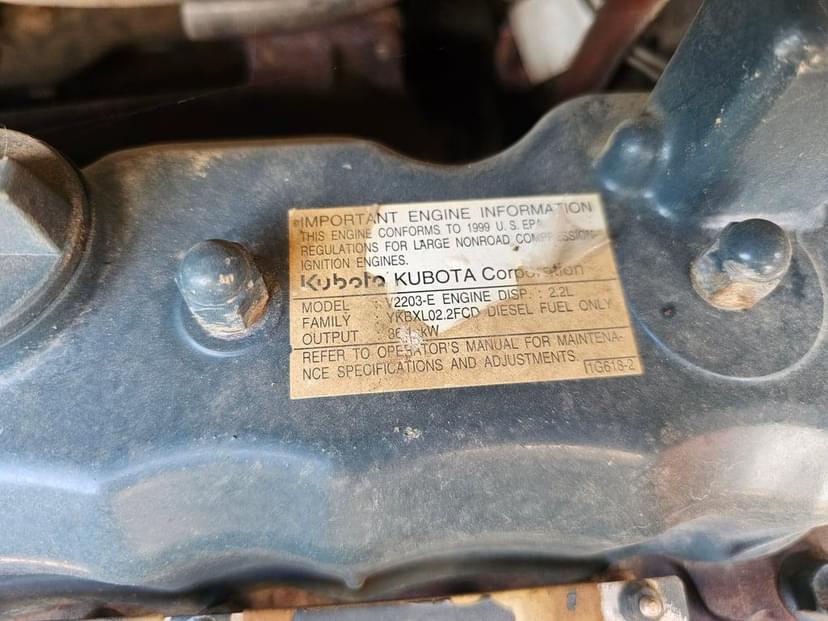 IMPORTANT ENGINE INFORMATION
THIS ENGINE CONFORMS TO 1999 U.S. EPA
REGULATIONS FOR LARGE NONROAD COMPRESSION
IGNITION ENGINES.
Kubota KUBOTA Corporation
MODEL : V2203-E ENGINE DISP. : 2.2L
FAMILY : YKBXL02.2FCD DIESEL FUEL ONLY
OUTPUT : kW
REFER TO OPERATOR'S MANUAL FOR MAINTENA-
NCE SPECIFICATIONS AND ADJUSTMENTS.
1G618-2